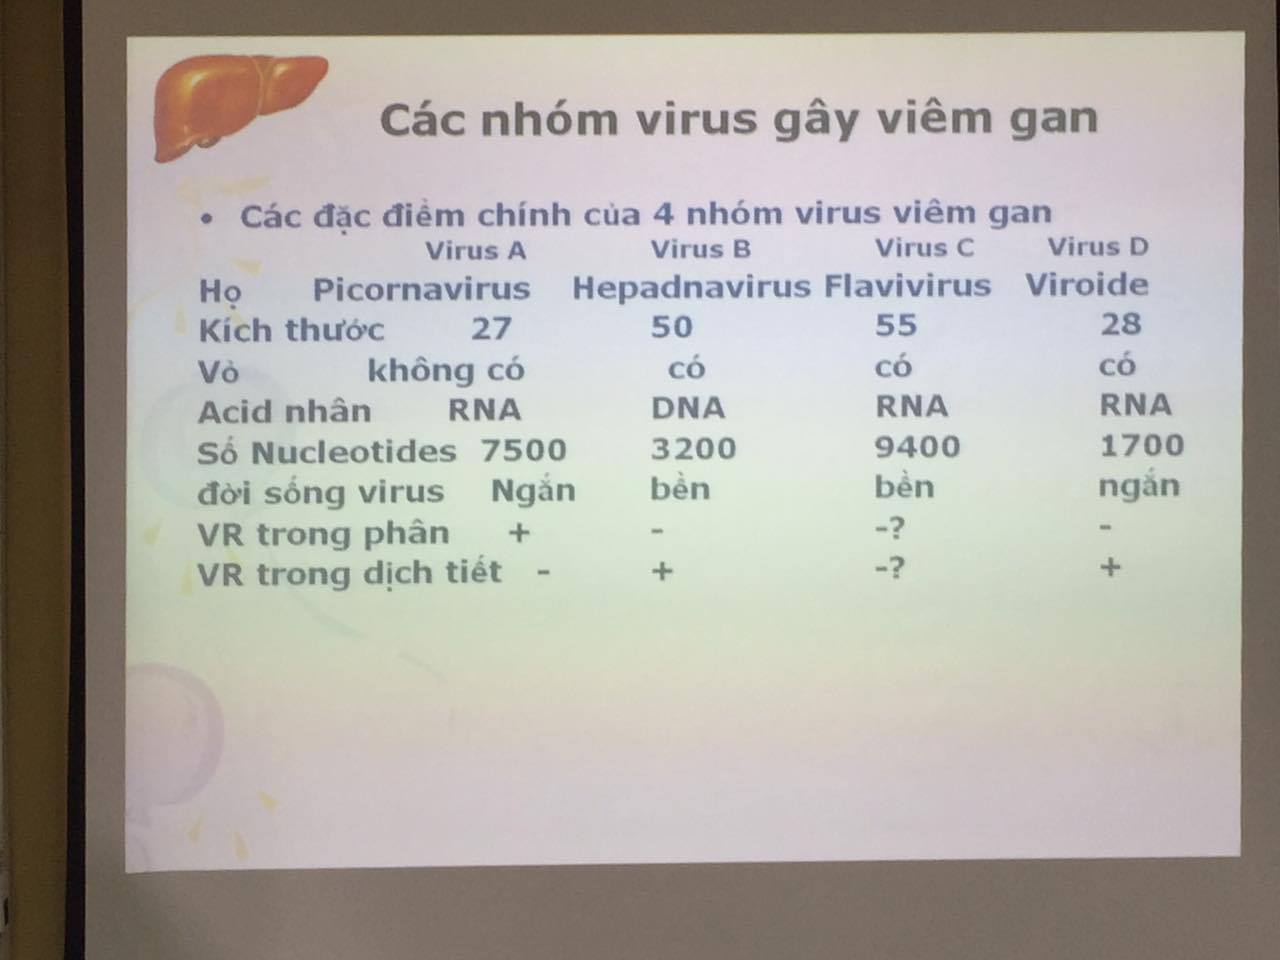 Các nhóm virus gây viêm gan
• Các đặc điểm chính của 4 nhóm virus viêm gan
Virus A Virus B Virus C Virus D
Họ Picornavirus Hepadnavirus Flavivirus Viroide
Kích thước 27 50 55 28
Vỏ không có có có có
Acid nhân RNA DNA RNA RNA
Số Nucleotides 7500 3200 9400 1700
đời sống virus Ngắn bền bền ngắn
VR trong phân + - -? -
VR trong dịch tiết - + -? +